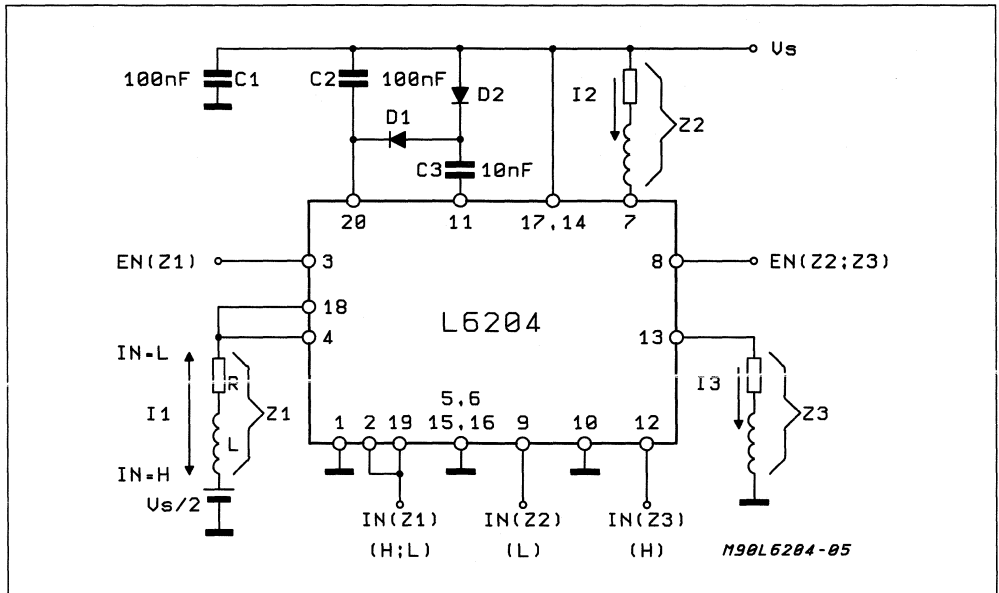 Vs
100nF C1 C2 100nF D2 I2
D1 Z2
C3 10nF
20 11 17,14 7
EN(Z1) 3 8 EN(Z2;Z3)
18
L6204
4 13
IN=L
R I3
5,6
I1 Z1 Z3
1 2 19 15,16 9 10 12
L
IN=H
Vs/2
IN(Z1) IN(Z2) IN(Z3)
(H;L) (L) (H) M90L6204-05